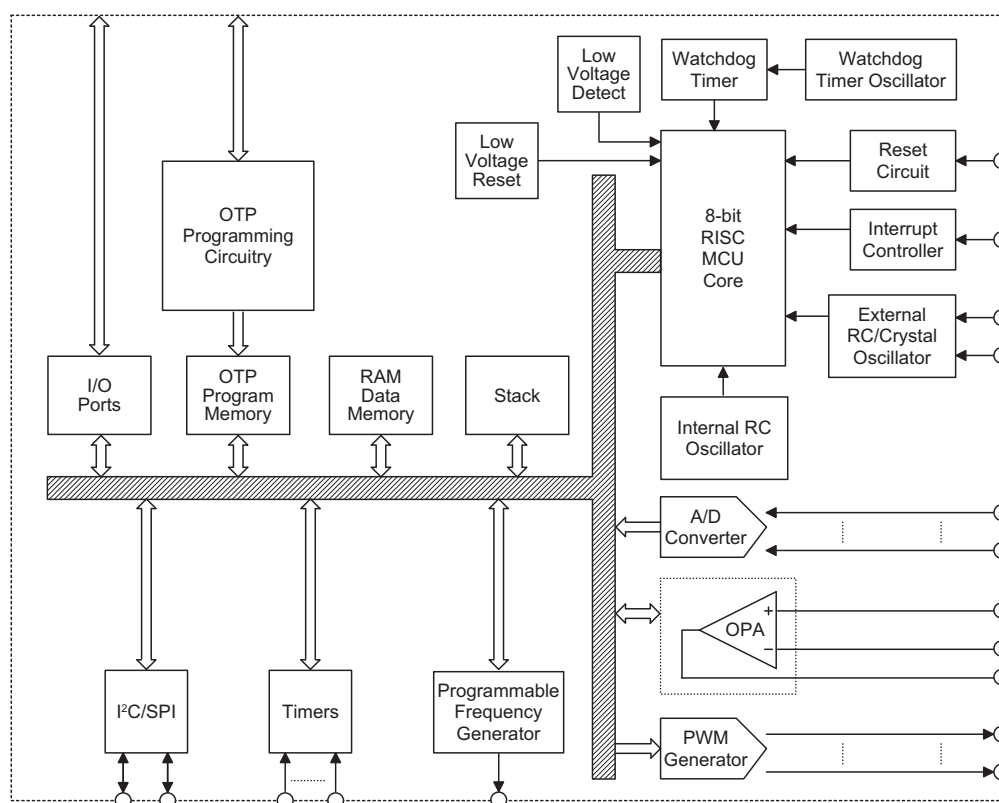 Low
Voltage
Detect
Watchdog
Timer
Watchdog
Timer Oscillator
Low
Voltage
Reset
8-bit
RISC
MCU
Core
Reset
Circuit
OTP
Programming
Circuitry
Interrupt
Controller
External
RC/Crystal
Oscillator
I/O
Ports
OTP
Program
Memory
RAM
Data
Memory
Stack
Internal RC
Oscillator
A/D
Converter
+
OPA
−
I²C/SPI
Timers
Programmable
Frequency
Generator
PWM
Generator